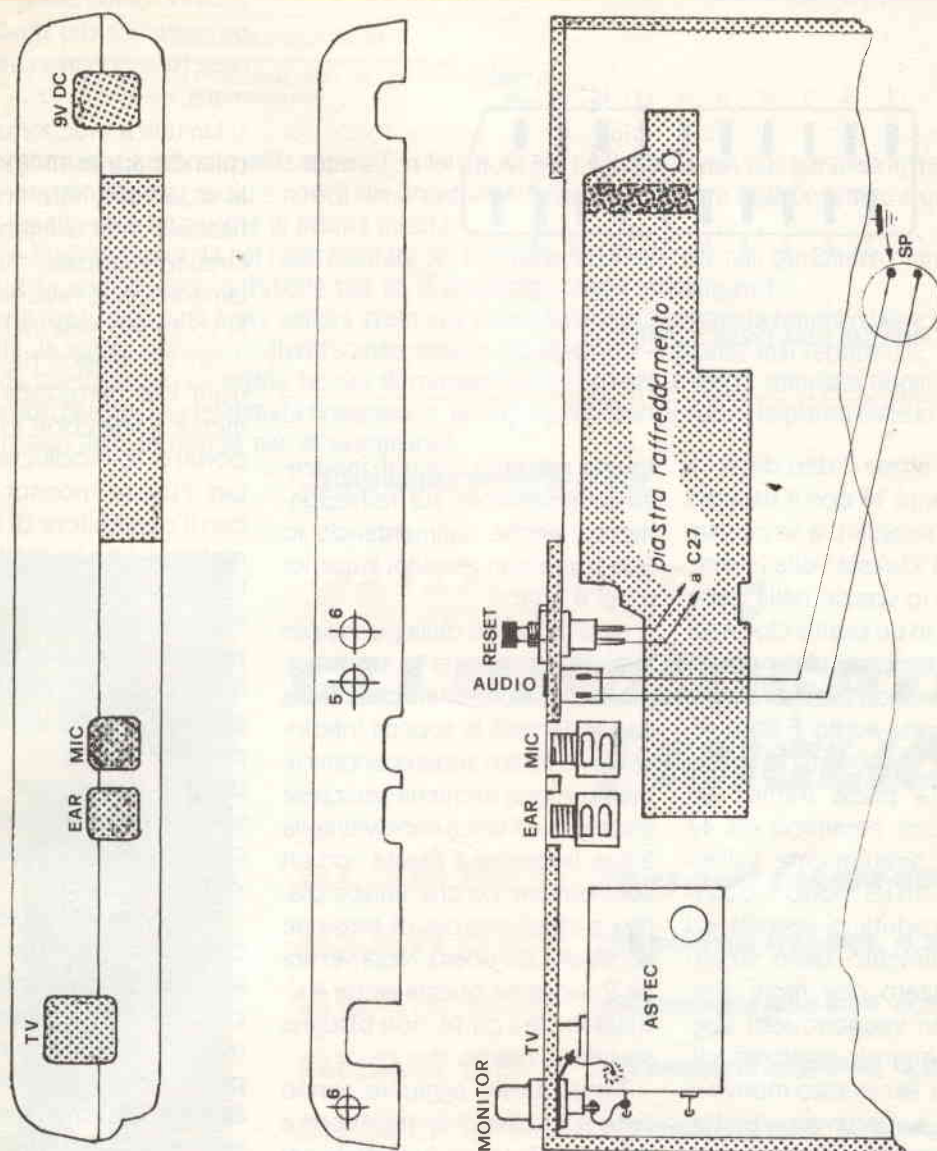 TV
EAR
MIC
9V DC
6
5
6
MONITOR
TV
ASTEC
EAR
MIC
AUDIO
RESET
piastra raffreddamento
a C27
SP